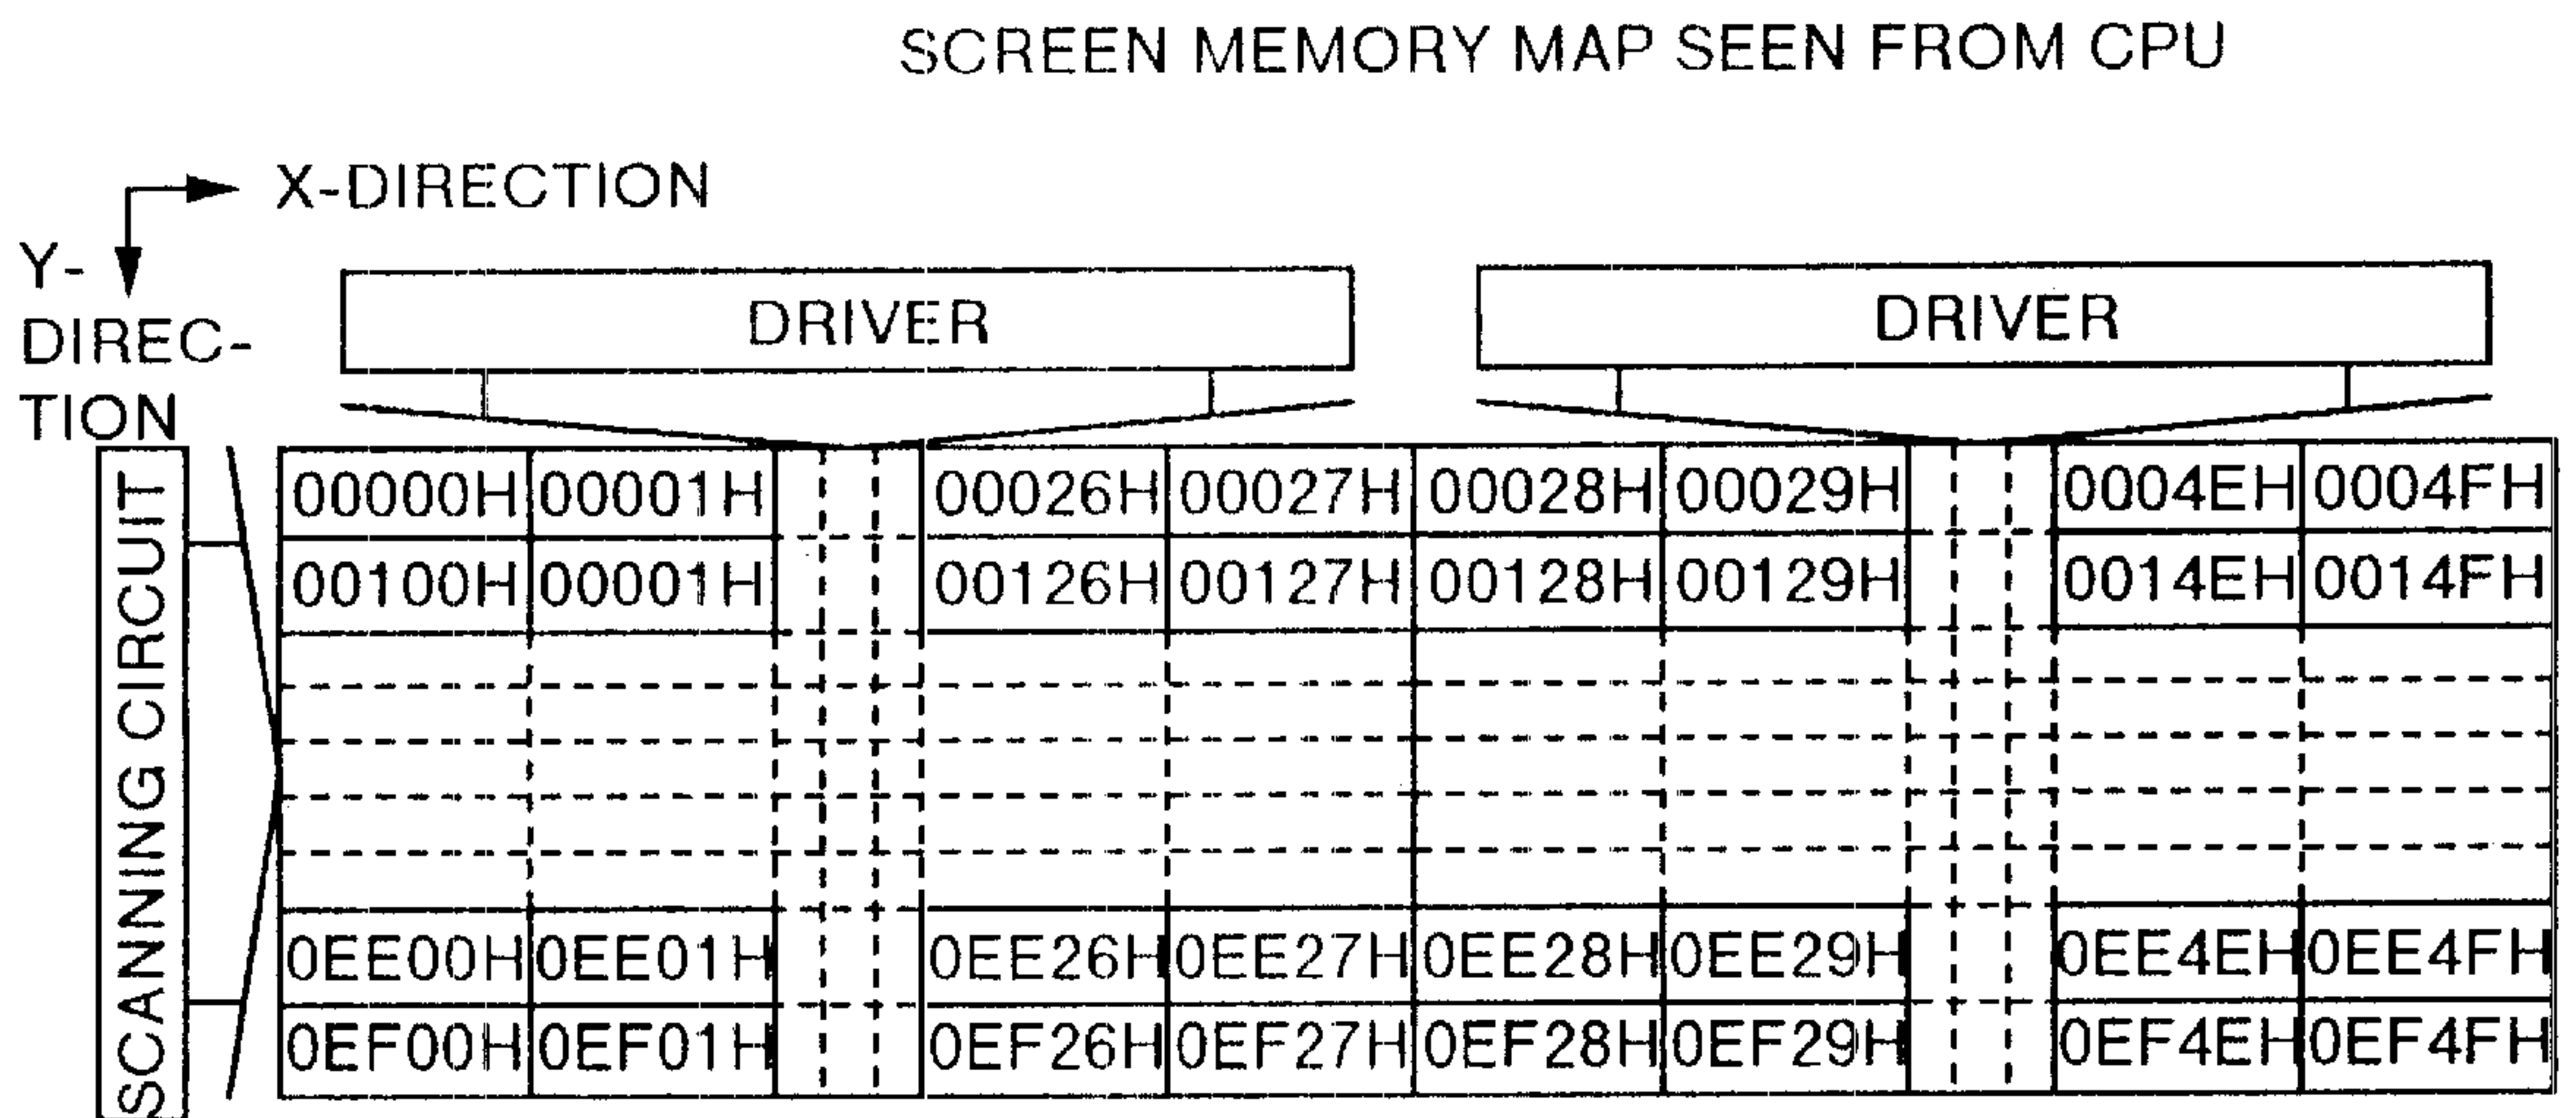 SCREEN MEMORY MAP SEEN FROM CPU
X-DIRECTION
Y-
DIREC-
TION
DRIVER DRIVER
SCANNING CIRCUIT
00000H 00001H 00026H 00027H 00028H 00029H 0004EH 0004FH
00100H 00001H 00126H 00127H 00128H 00129H 0014EH 0014FH
0EE00H 0EE01H 0EE26H 0EE27H 0EE28H 0EE29H 0EE4EH 0EE4FH
0EF00H 0EF01H 0EF26H 0EF27H 0EF28H 0EF29H 0EF4EH 0EF4FH